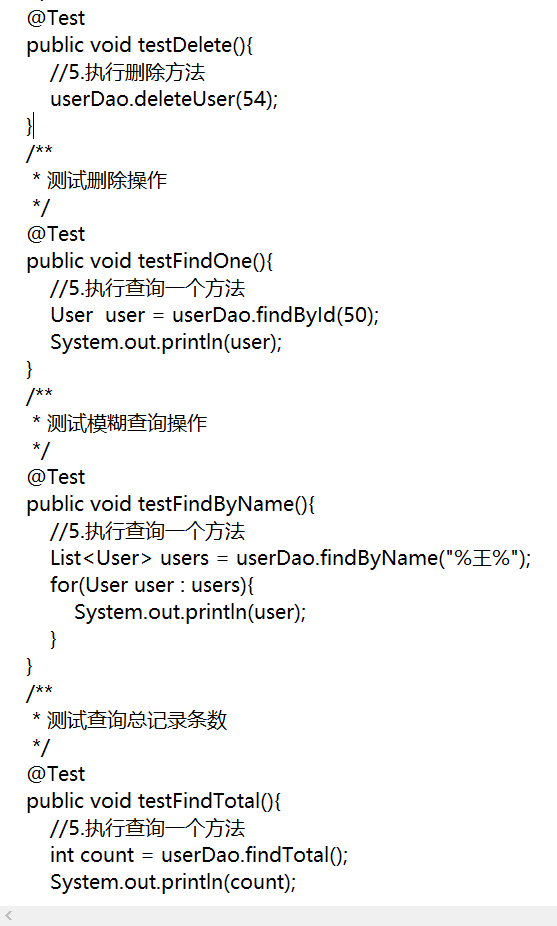 @Test
public void testDelete(){
//5.执行删除方法
userDao.deleteUser(54);
}
/**
* 测试删除操作
*/
@Test
public void testFindOne(){
//5.执行查询一个方法
User  user = userDao.findById(50);
System.out.println(user);
}
/**
* 测试模糊查询操作
*/
@Test
public void testFindByName(){
//5.执行查询一个方法
List<User> users = userDao.findByName("%王%");
for(User user : users){
System.out.println(user);
}
}
/**
* 测试查询总记录条数
*/
@Test
public void testFindTotal(){
//5.执行查询一个方法
int count = userDao.findTotal();
System.out.println(count);